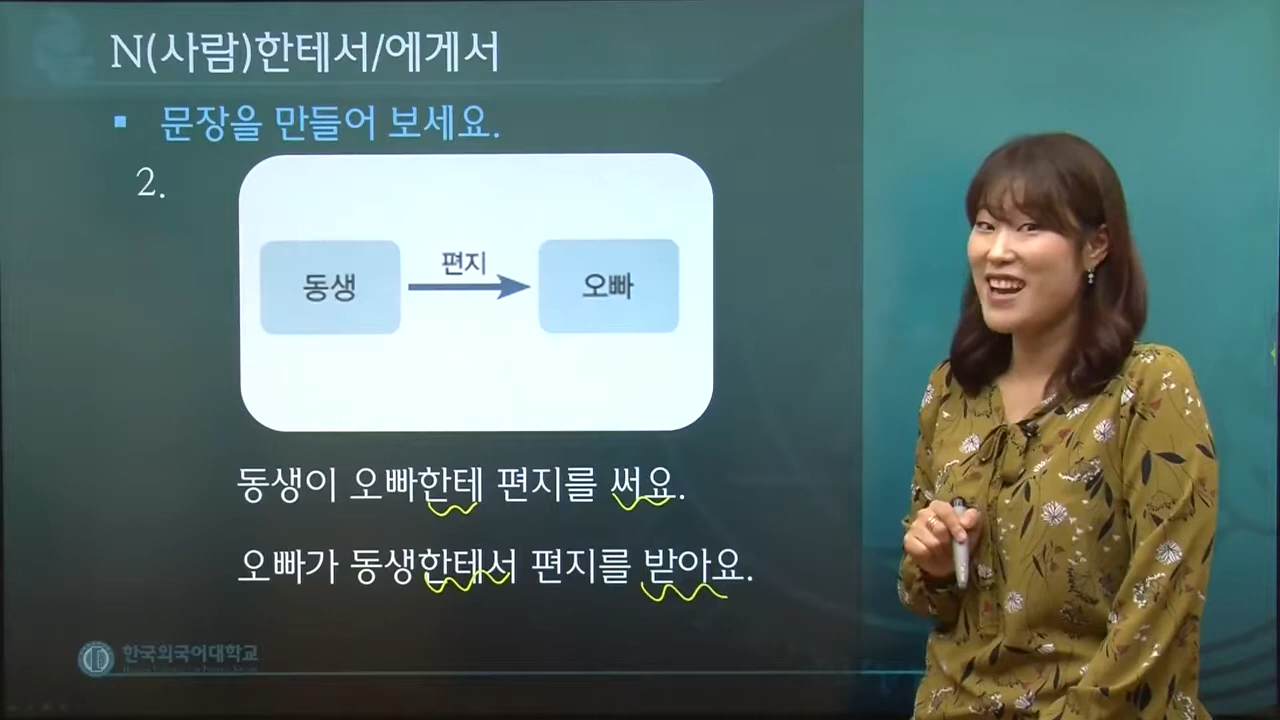 N(사람)한테서/에게서
▪ 문장을 만들어 보세요.
2.
동생 편지 오빠
동생이 오빠한테 편지를 써요.
오빠가 동생한테서 편지를 받아요.
한국외국어대학교